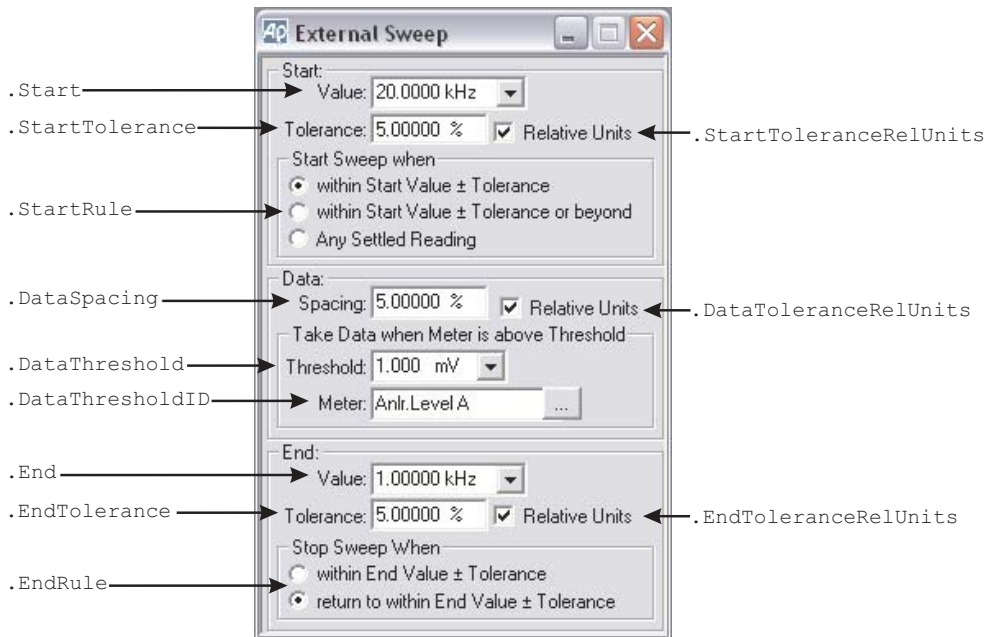 Ap External Sweep
Start:
.Start Value: 20.0000 kHz
.StartTolerance Tolerance: 5.00000 % Relative Units .StartToleranceRelUnits
Start Sweep when
within Start Value ± Tolerance
.StartRule within Start Value ± Tolerance or beyond
Any Settled Reading
Data:
.DataSpacing Spacing: 5.00000 % Relative Units .DataToleranceRelUnits
Take Data when Meter is above Threshold
.DataThreshold Threshold: 1.000 mV
.DataThresholdID Meter: Anlr.Level A ...
End:
.End Value: 1.00000 kHz
.EndTolerance Tolerance: 5.00000 % Relative Units .EndToleranceRelUnits
Stop Sweep When
within End Value ± Tolerance
.EndRule return to within End Value ± Tolerance